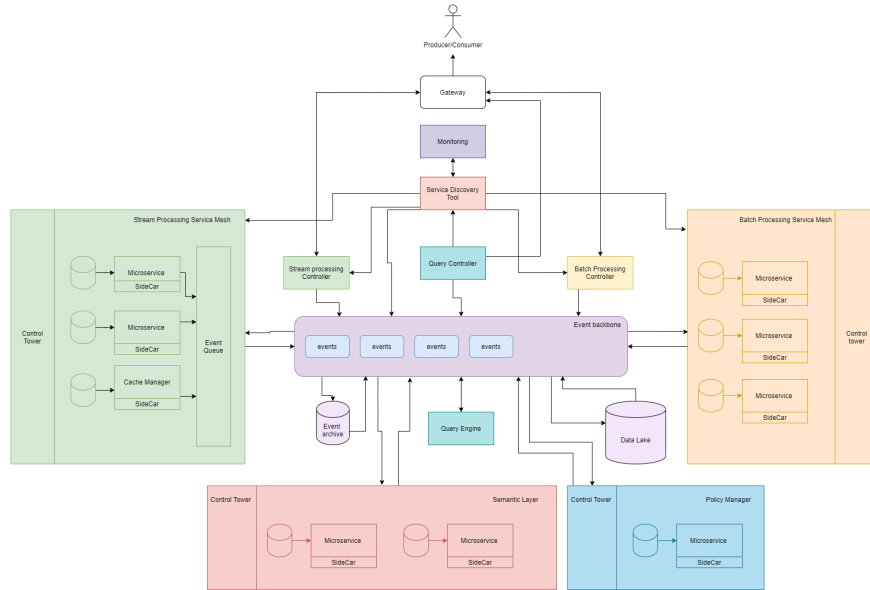 Producer/Consumer
Gateway
Monitoring
Service Discovery
Tool
Stream Processing Service Mesh
Batch Processing Service Mesh
Stream processing
Controller
Query Controller
Batch Processing
Controller
Control
Tower
Microservice
SideCar
Microservice
SideCar
Cache Manager
SideCar
Event
Queue
Event backbone
events
events
events
events
Microservice
SideCar
Microservice
SideCar
Microservice
SideCar
Control
tower
Event
archive
Query Engine
Data Lake
Control Tower
Semantic Layer
Microservice
SideCar
Microservice
SideCar
Control Tower
Policy Manager
Microservice
SideCar